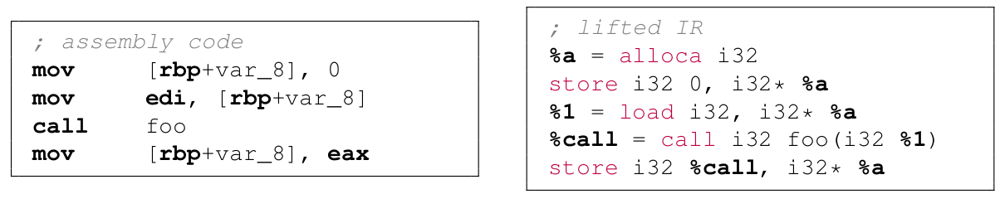 ; assembly code
mov [rbp+var_8], 0
mov edi, [rbp+var_8]
call foo
mov [rbp+var_8], eax
; lifted IR
%a = alloca i32
store i32 0, i32* %a
%1 = load i32, i32* %a
%call = call i32 foo(i32 %1)
store i32 %call, i32* %a